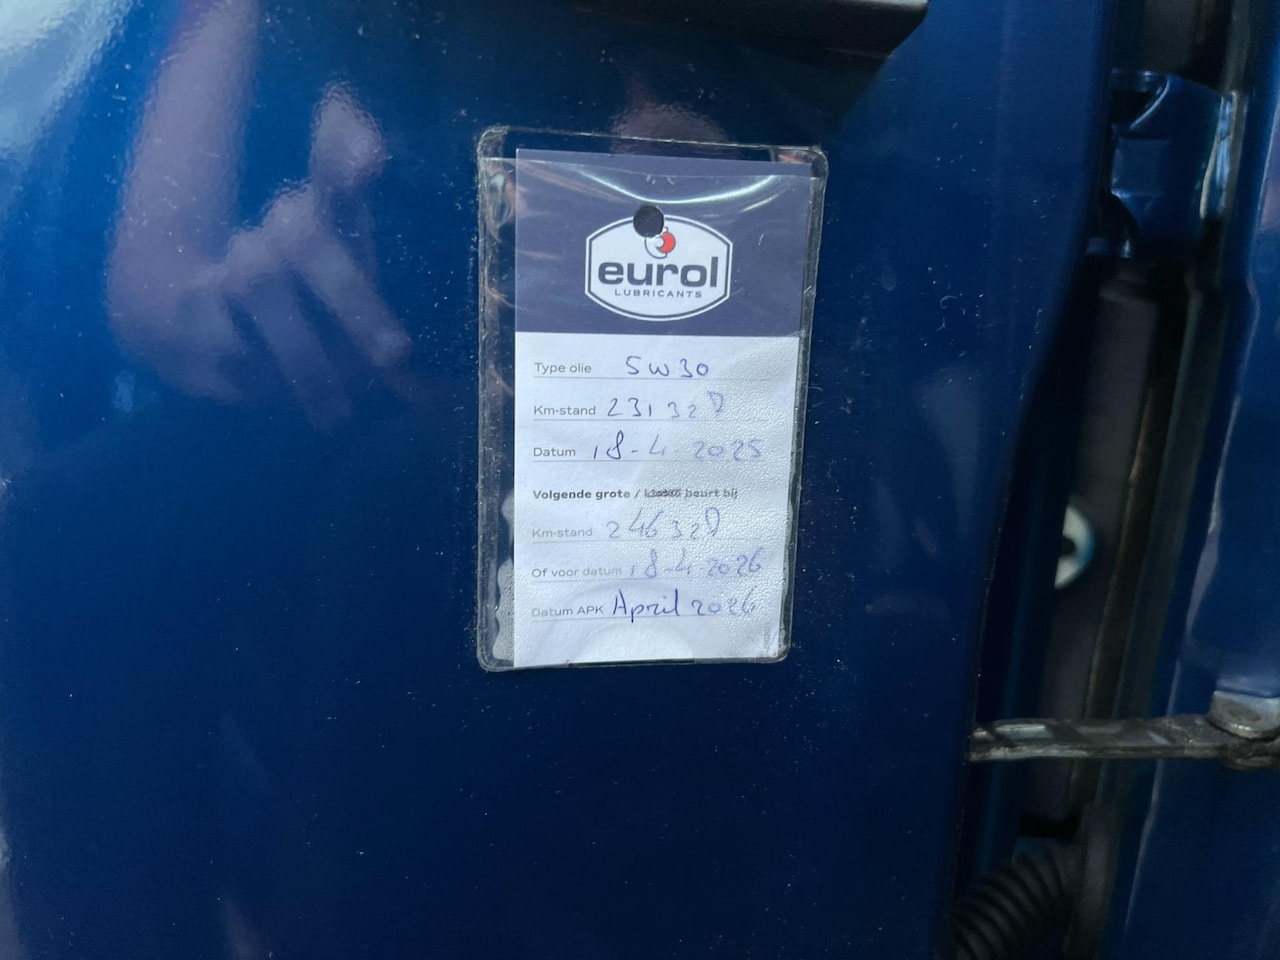 eurol
LUBRICANTS
Type olie 5W30
Km-stand 231327
Datum 18-4-2025
Volgende grote / kleine beurt bij
Km-stand 246327
Of voor datum 18-4-2026
Datum APK April 2026